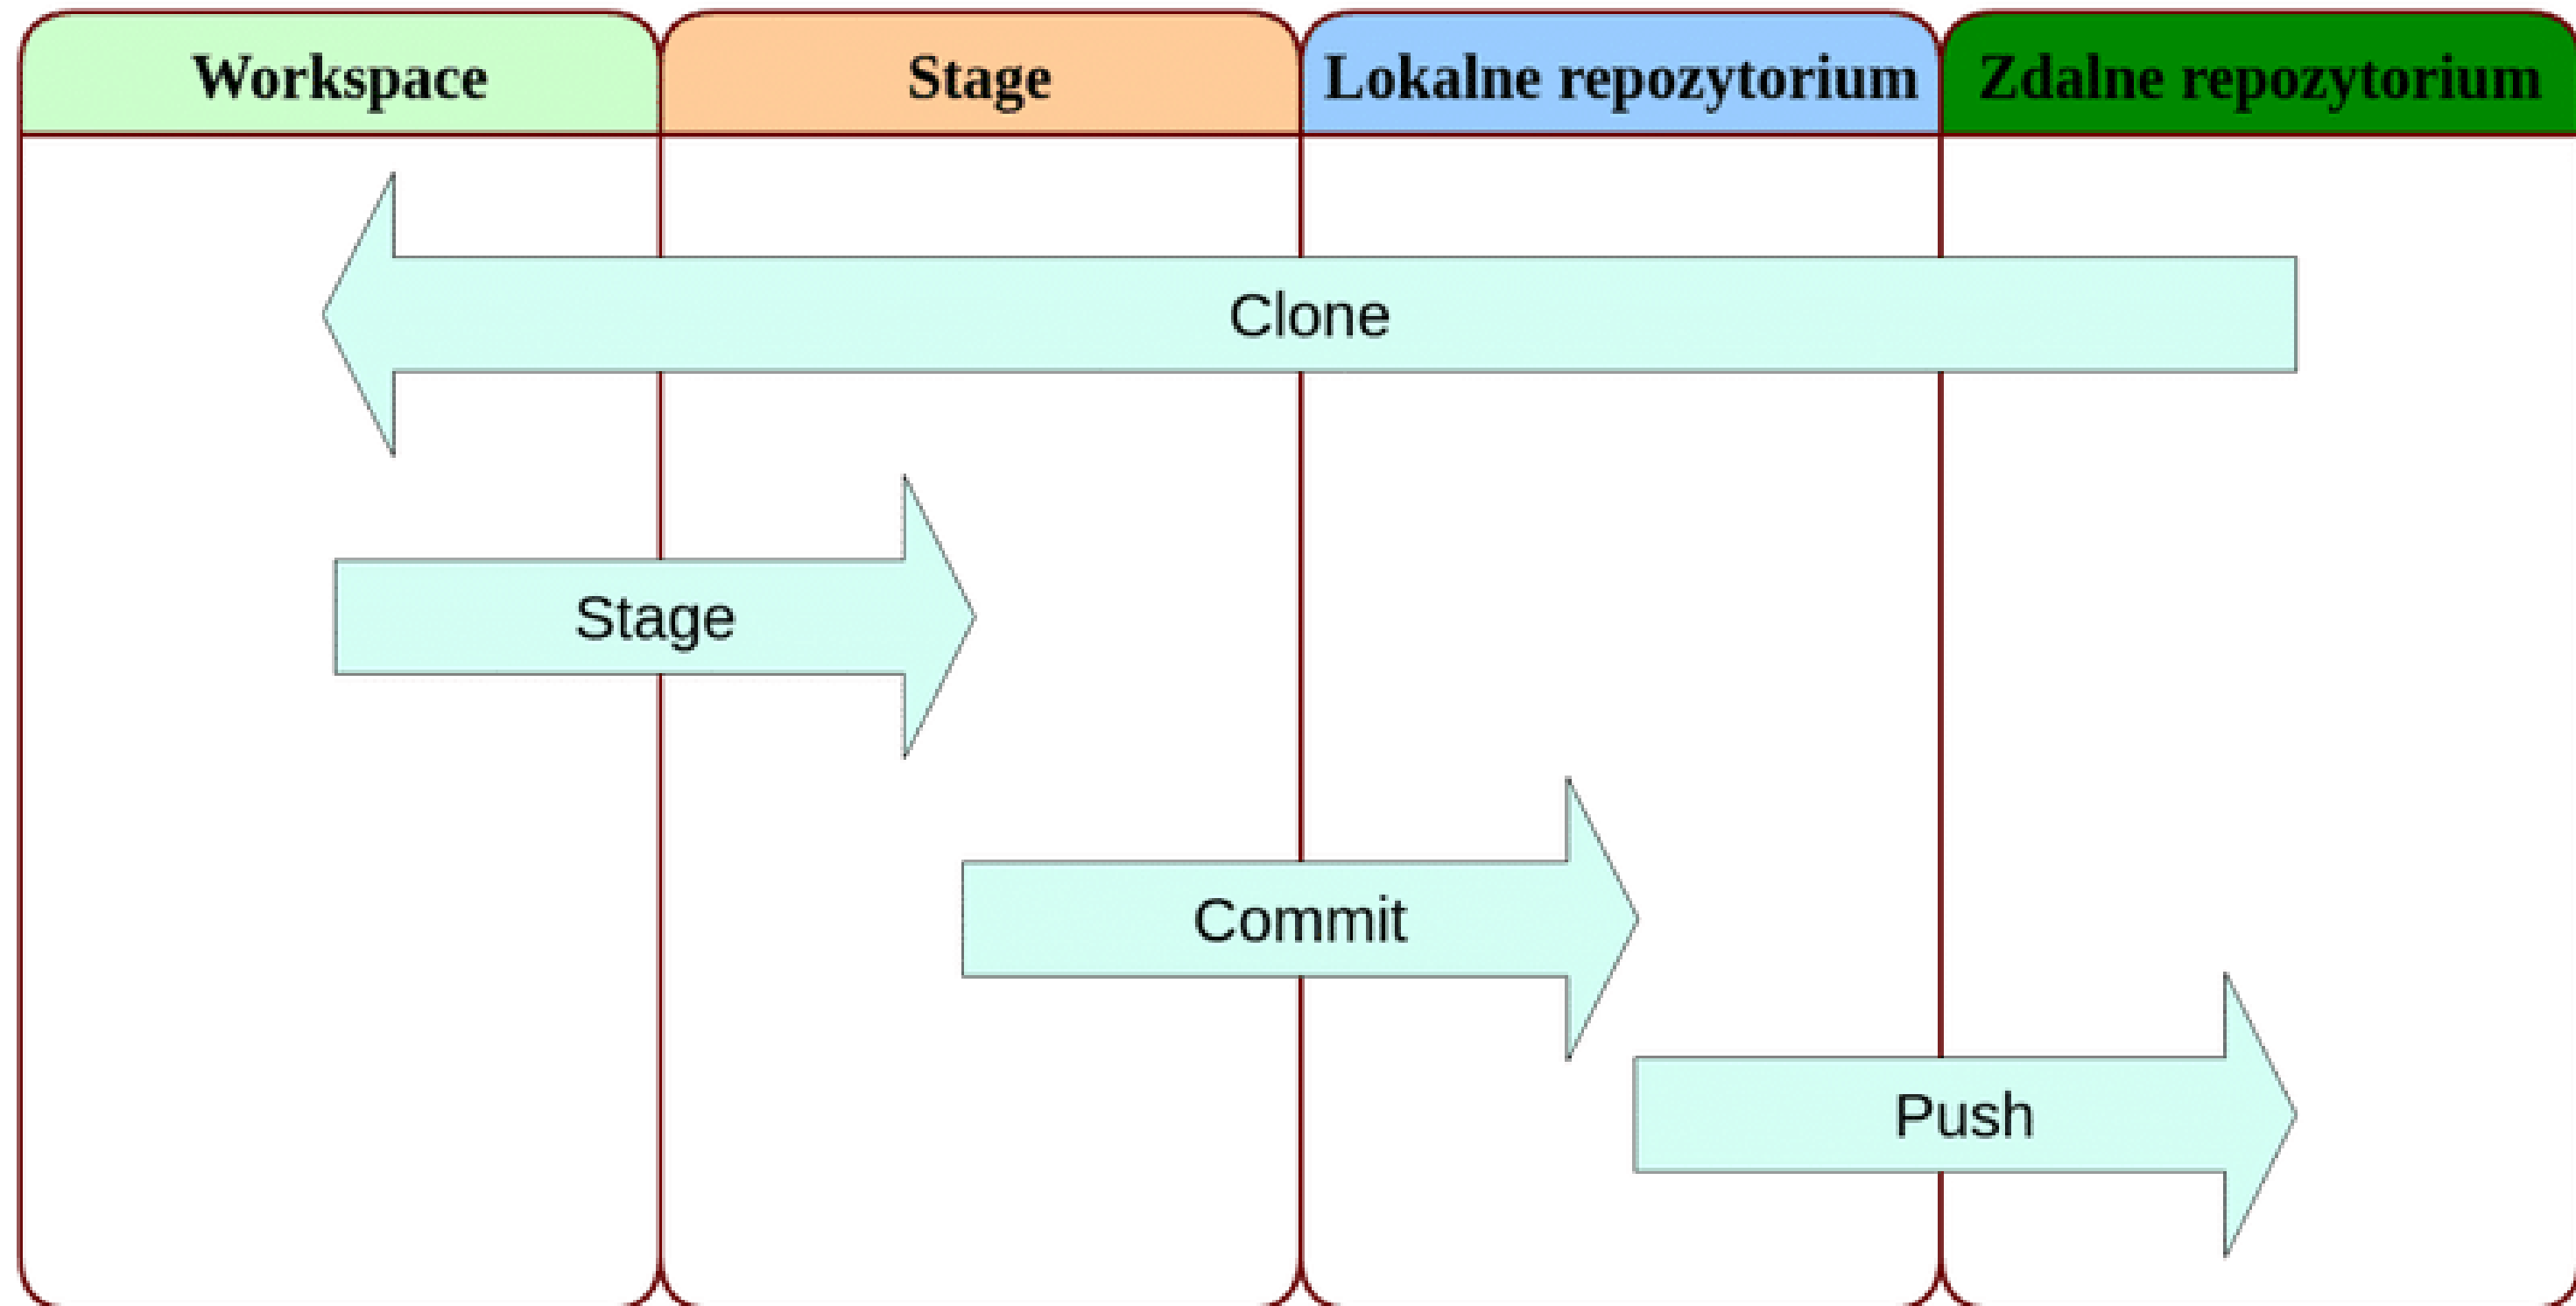 Workspace
Stage
Lokalne repozytorium
Zdalne repozytorium
Clone
Stage
Commit
Push